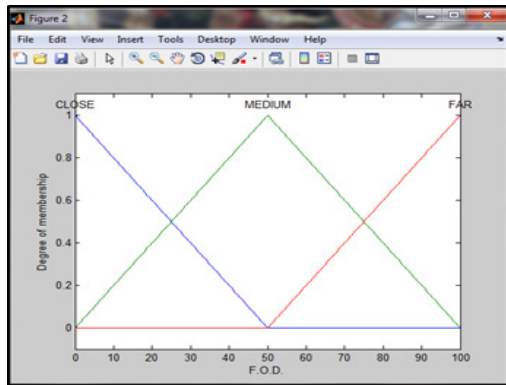 Figure 2
File Edit View Insert Tools Desktop Window Help
CLOSE MEDIUM FAR
1
0.8
0.6
0.4
0.2
0
Degree of membership
0 10 20 30 40 50 60 70 80 90 100
F.O.D.